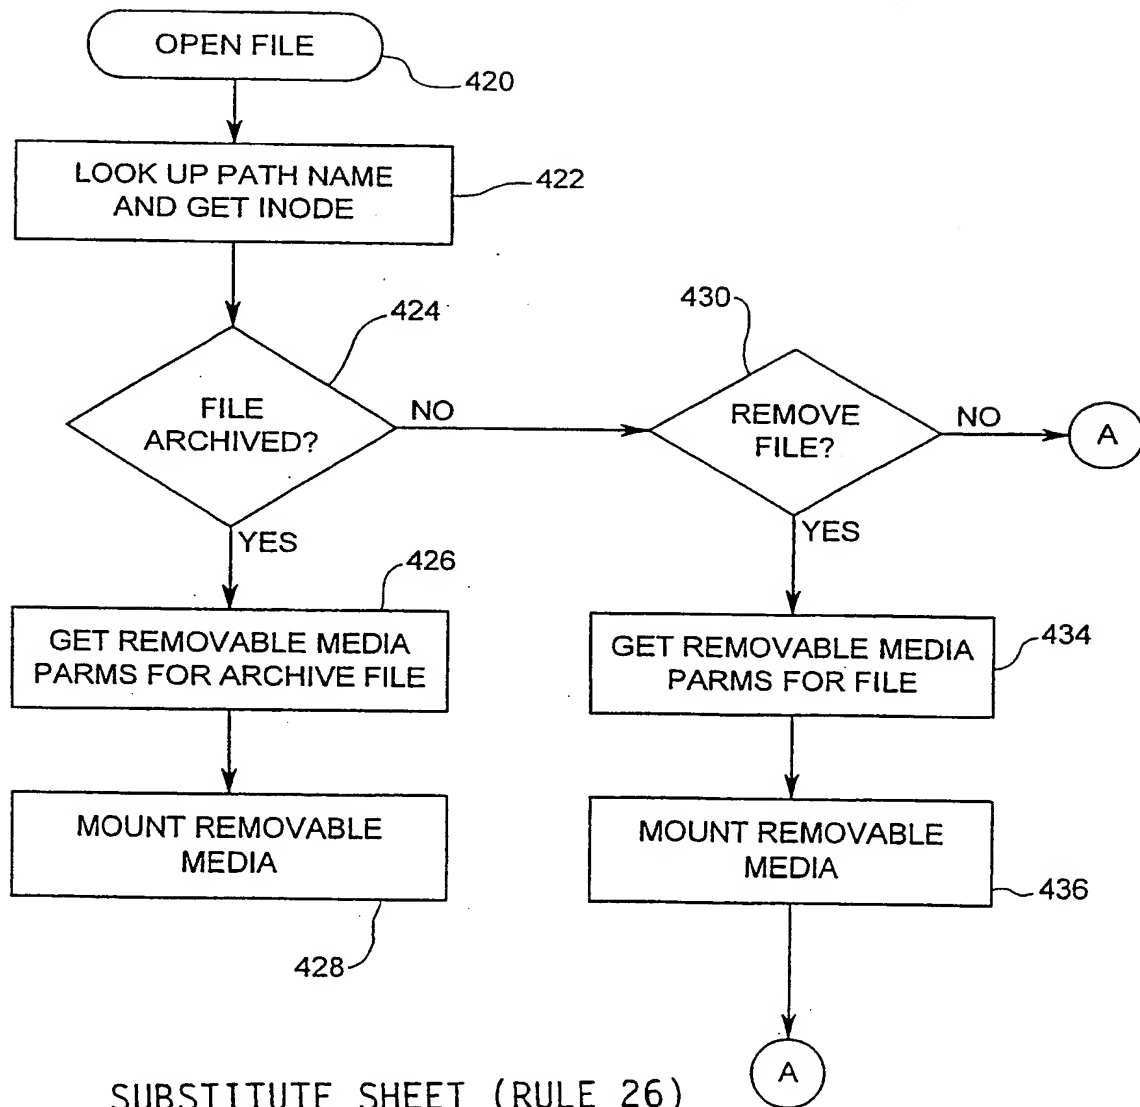 OPEN FILE
420
LOOK UP PATH NAME
AND GET INODE
422
424
FILE
ARCHIVED?
NO
YES
430
REMOVE
FILE?
NO
A
YES
426
GET REMOVABLE MEDIA
PARMS FOR ARCHIVE FILE
434
GET REMOVABLE MEDIA
PARMS FOR FILE
MOUNT REMOVABLE
MEDIA
428
MOUNT REMOVABLE
MEDIA
436
A
SUBSTITUTE SHEET (RULE 26)